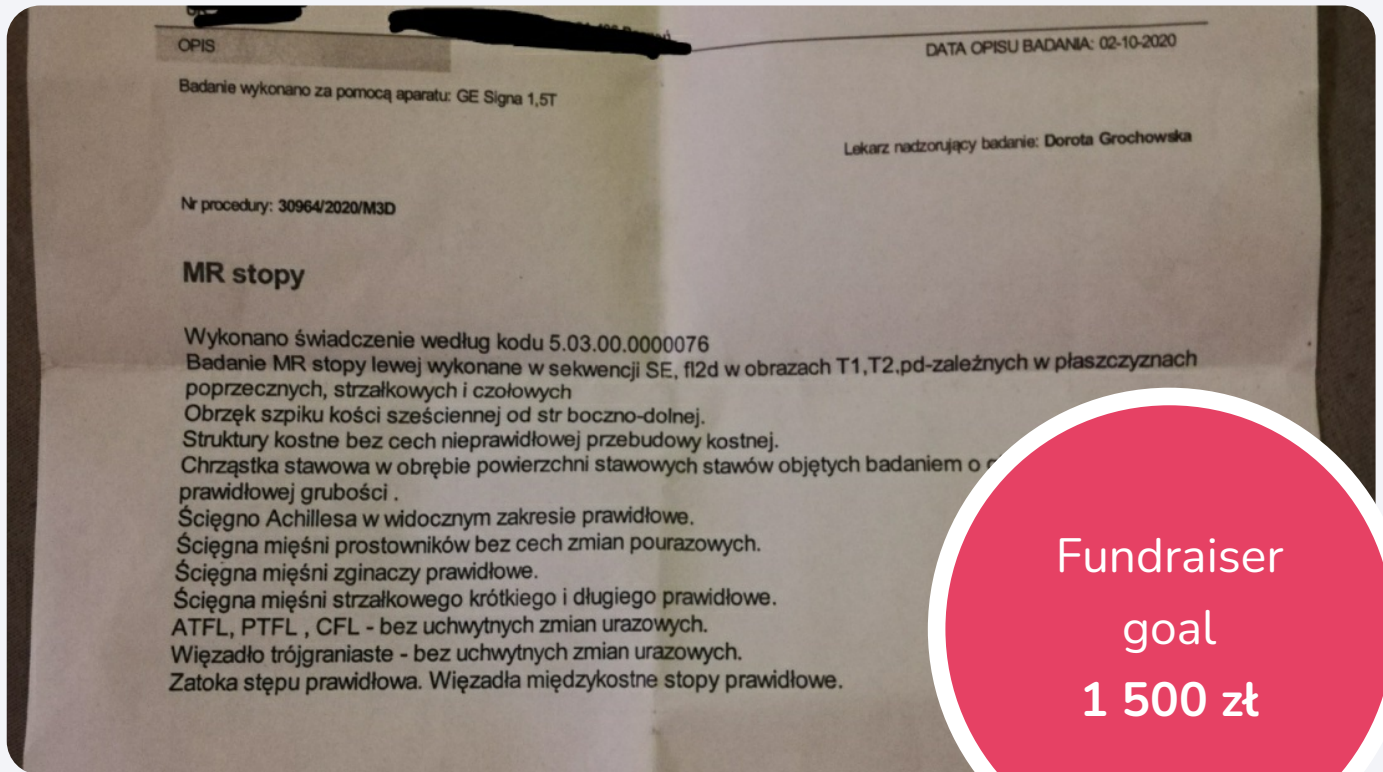 OPIS
DATA OPISU BADANIA: 02-10-2020
Badanie wykonano za pomocą aparatu: GE Signa 1,5T
Lekarz nadzorujący badanie: Dorota Grochowska
Nr procedury: 30964/2020/M3D
MR stopy
Wykonano świadczenie według kodu 5.03.00.0000076
Badanie MR stopy lewej wykonane w sekwencji SE, fl2d w obrazach T1,T2,pd-zależnych w płaszczyznach
poprzecznych, strzałkowych i czołowych
Obrzęk szpiku kości sześciennej od str boczno-dolnej.
Struktury kostne bez cech nieprawidłowej przebudowy kostnej.
Chrząstka stawowa w obrębie powierzchni stawowych stawów objętych badaniem o
prawidłowej grubości .
Ścięgno Achillesa w widocznym zakresie prawidłowe.
Ścięgna mięśni prostowników bez cech zmian pourazowych.
Ścięgna mięśni zginaczy prawidłowe.
Ścięgna mięśni strzałkowego krótkiego i długiego prawidłowe.
ATFL, PTFL , CFL - bez uchwytnych zmian urazowych.
Więzadło trójgraniaste - bez uchwytnych zmian urazowych.
Zatoka stępu prawidłowa. Więzadła międzykostne stopy prawidłowe.
Fundraiser
goal
1 500 zł